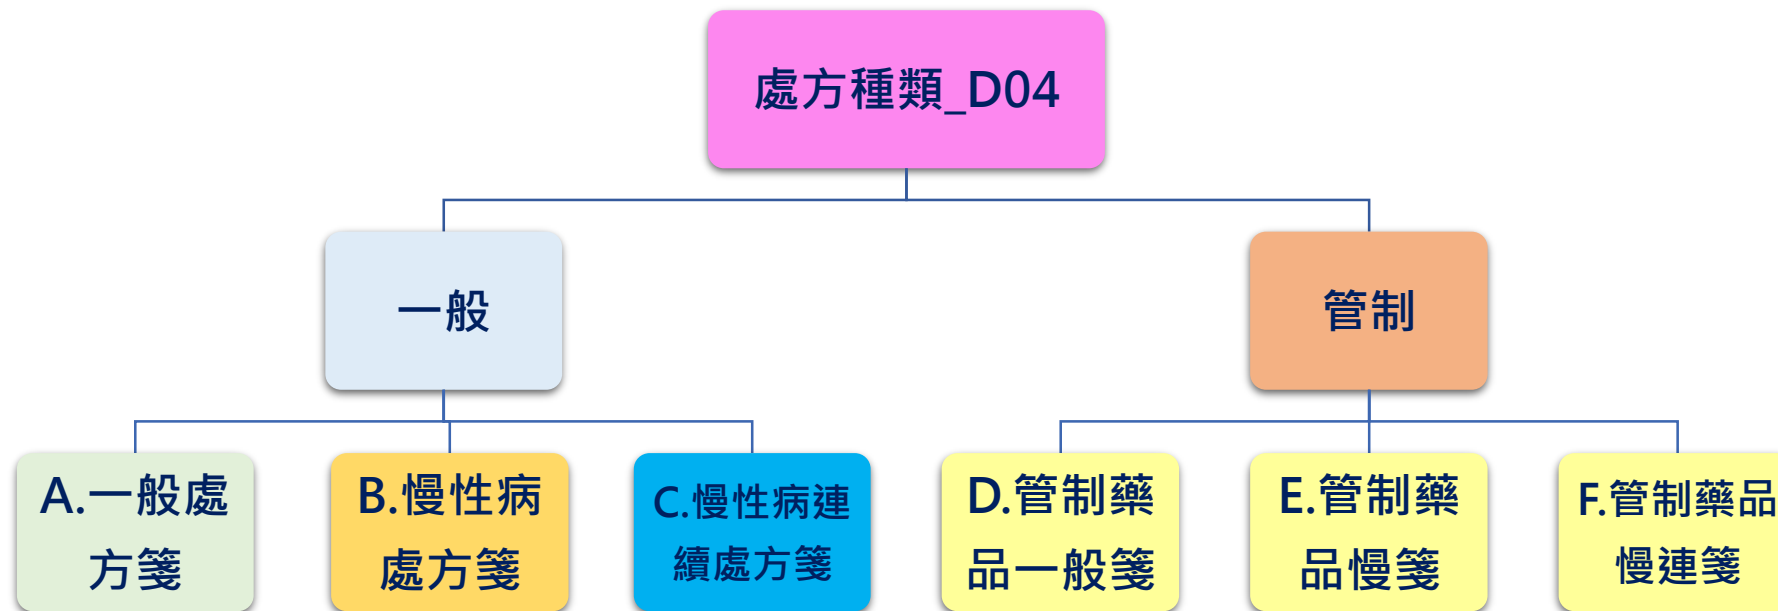 處方種類_D04
一般
管制
A.一般處
方箋
B.慢性病
處方箋
C.慢性病連
續處方箋
D.管制藥
品一般箋
E.管制藥
品慢箋
F.管制藥品
慢連箋